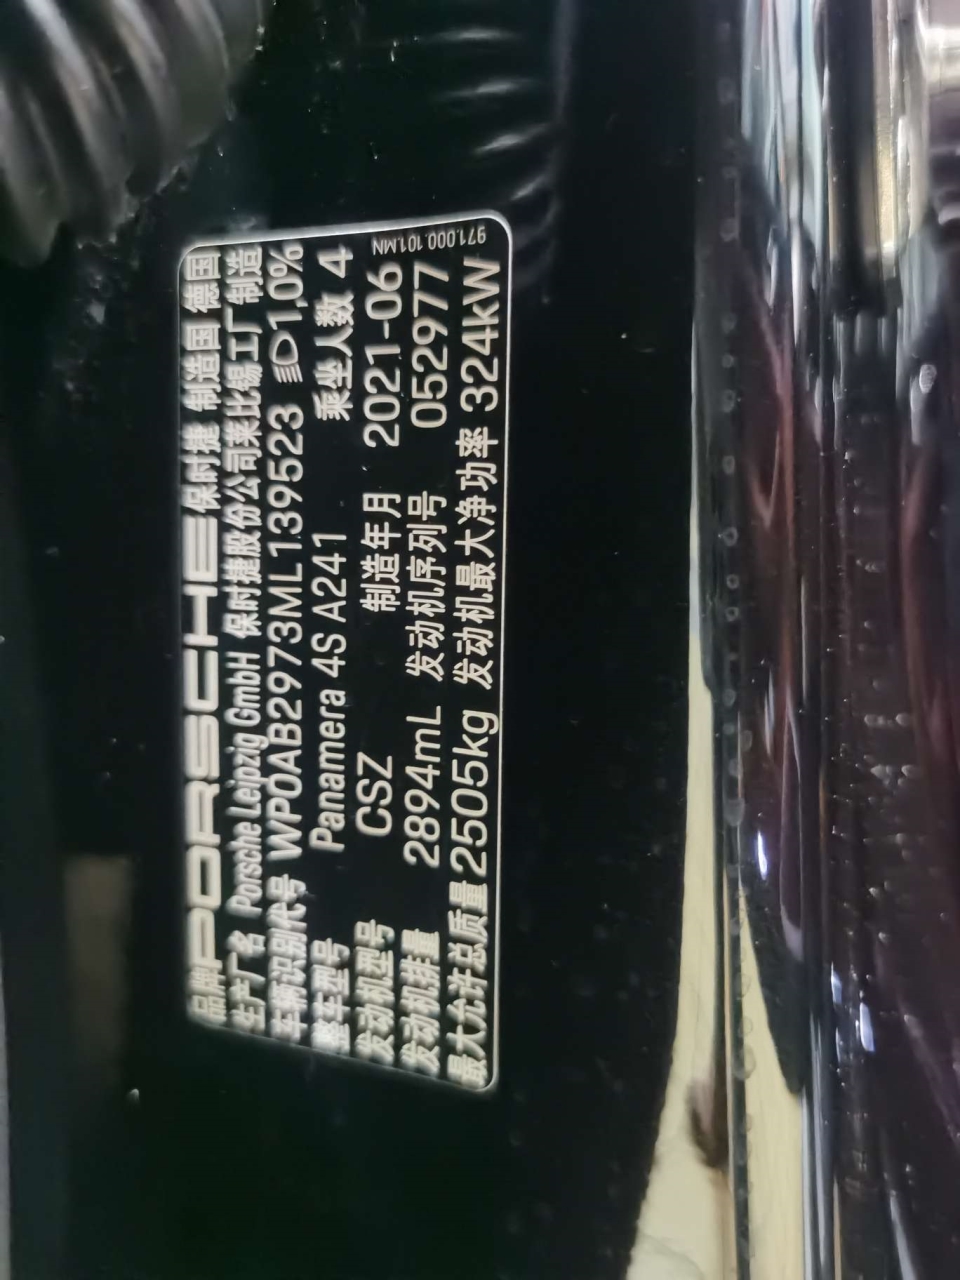 品牌 PORSCHE 保时捷 制造国 德国
生产厂名 Porsche Leipzig GmbH 保时捷股份公司莱比锡工厂制造
车辆识别代号 WP0AB2973ML139523 1,0%
整车型号 Panamera 4S A241 乘坐人数 4
发动机型号 CSZ 制造年月 2021-06
发动机排量 2894mL 发动机序列号 052977
最大允许总质量 2505kg 发动机最大净功率 324kW
971.000.101.MN